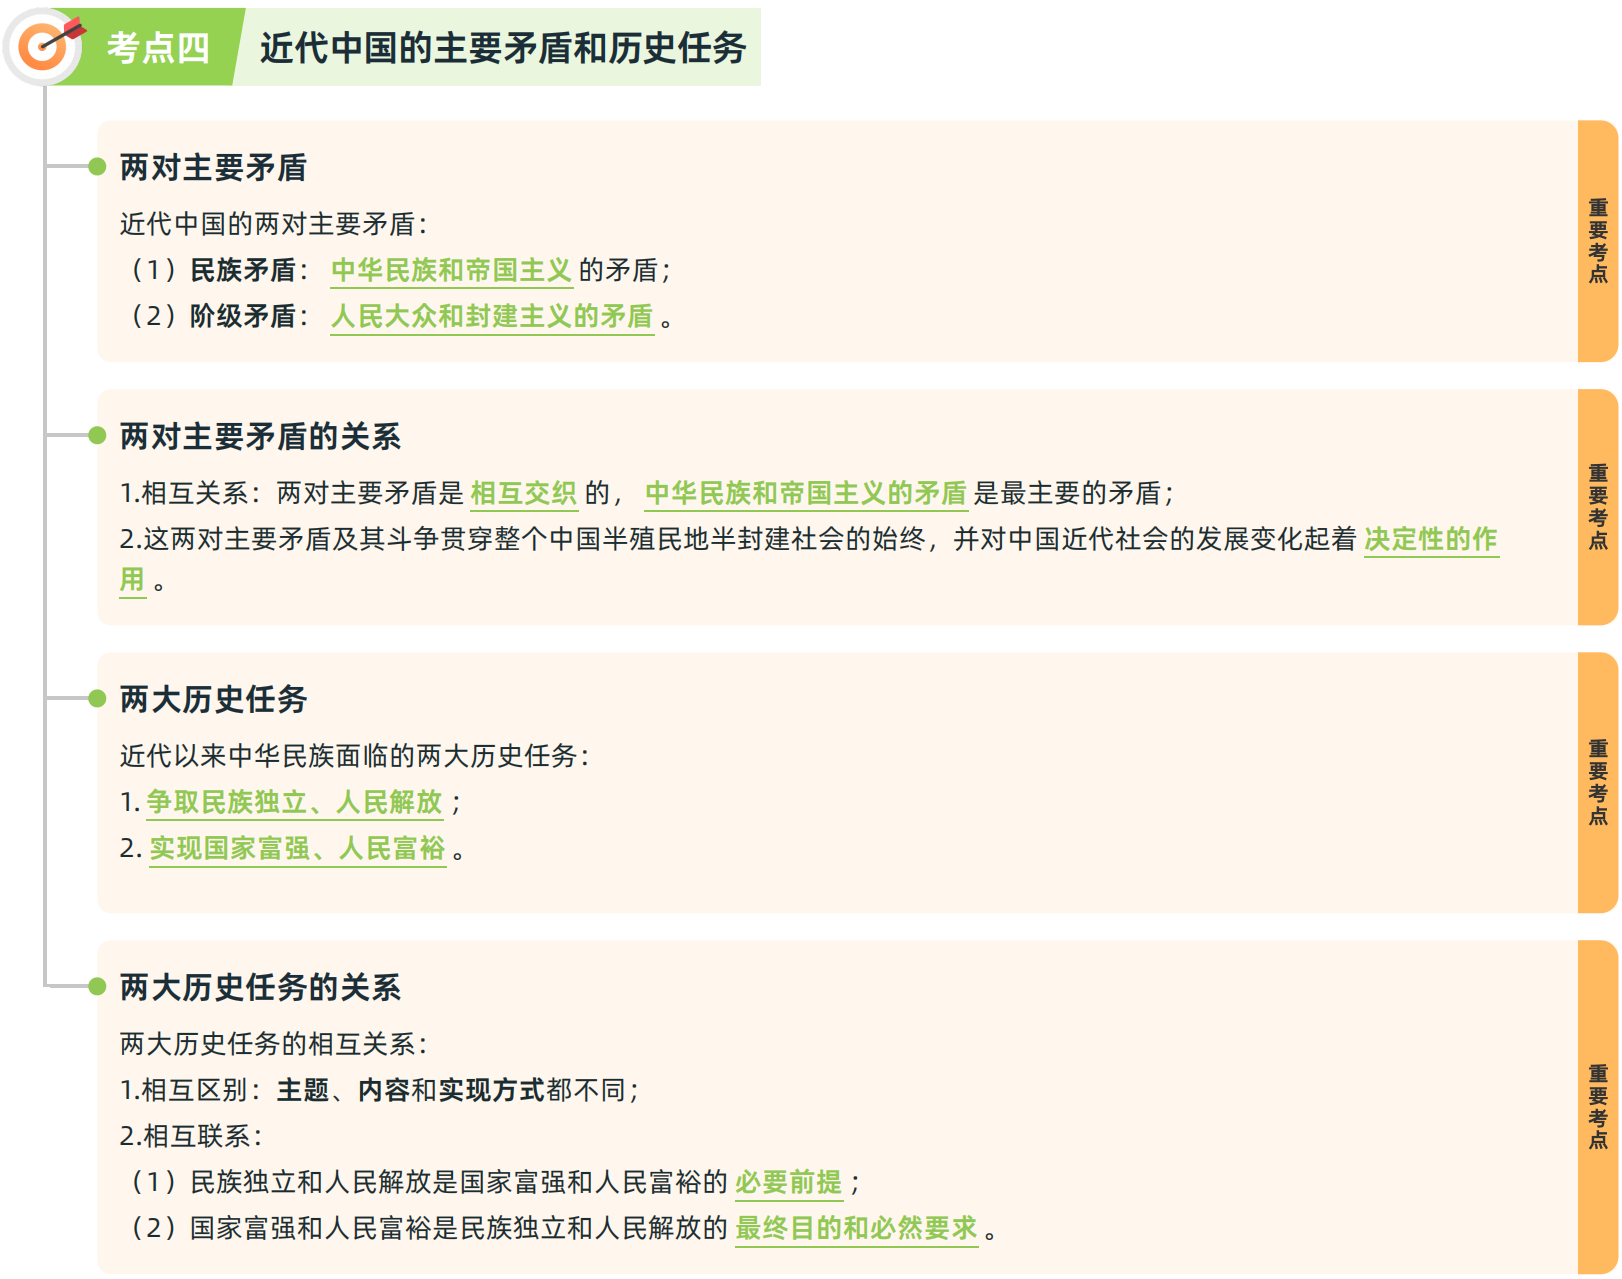 考点四 近代中国的主要矛盾和历史任务
两对主要矛盾
近代中国的两对主要矛盾：
（1）民族矛盾： 中华民族和帝国主义 的矛盾；
（2）阶级矛盾： 人民大众和封建主义的矛盾 。
重要考点
两对主要矛盾的关系
1.相互关系：两对主要矛盾是 相互交织 的， 中华民族和帝国主义的矛盾 是最主要的矛盾；
2.这两对主要矛盾及其斗争贯穿整个中国半殖民地半封建社会的始终，并对中国近代社会的发展变化起着 决定性的作
用 。
重要考点
两大历史任务
近代以来中华民族面临的两大历史任务：
1. 争取民族独立、人民解放 ；
2. 实现国家富强、人民富裕 。
重要考点
两大历史任务的关系
两大历史任务的相互关系：
1.相互区别：主题、内容和实现方式都不同；
2.相互联系：
（1）民族独立和人民解放是国家富强和人民富裕的 必要前提 ；
（2）国家富强和人民富裕是民族独立和人民解放的 最终目的和必然要求 。
重要考点